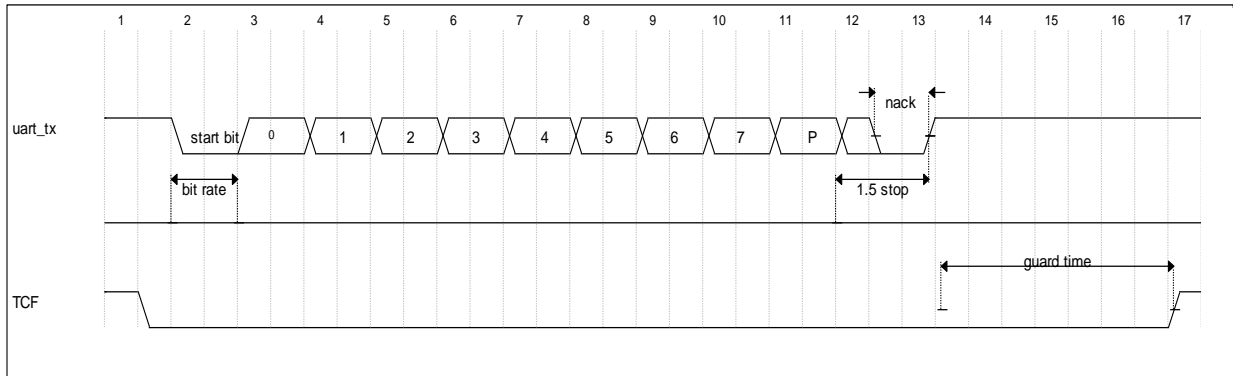 1 2 3 4 5 6 7 8 9 10 11 12 13 14 15 16 17
nack
uart_tx start bit 0 1 2 3 4 5 6 7 P
bit rate 1.5 stop
guard time
TCF